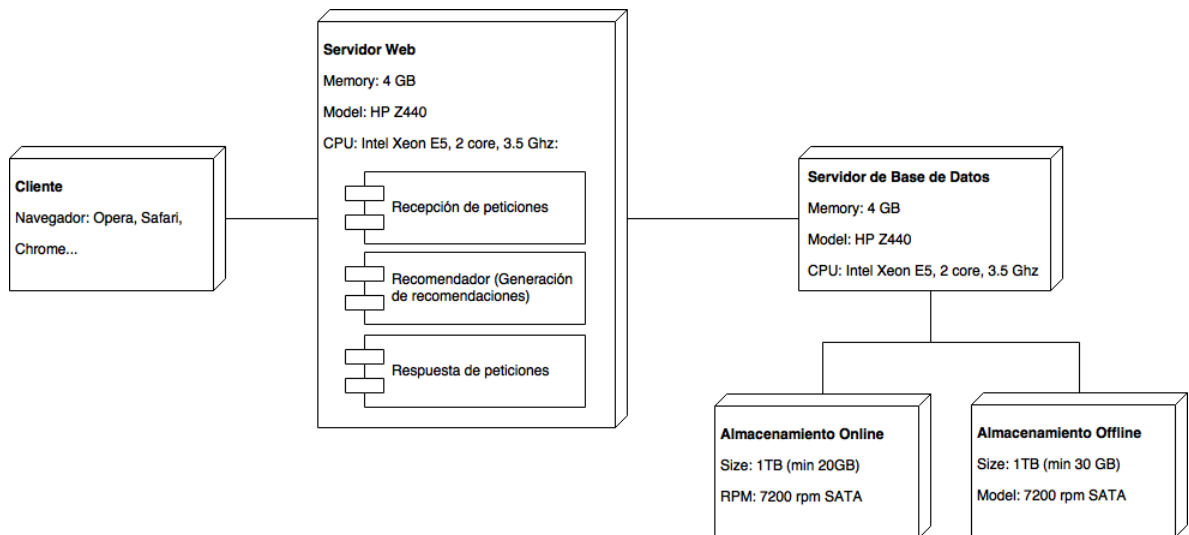 Servidor Web
Memory: 4 GB
Model: HP Z440
CPU: Intel Xeon E5, 2 core, 3.5 Ghz:
Recepción de peticiones
Recomendador (Generación
de recomendaciones)
Respuesta de peticiones
Cliente
Navegador: Opera, Safari,
Chrome...
Servidor de Base de Datos
Memory: 4 GB
Model: HP Z440
CPU: Intel Xeon E5, 2 core, 3.5 Ghz
Almacenamiento Online
Size: 1TB (min 20GB)
RPM: 7200 rpm SATA
Almacenamiento Offline
Size: 1TB (min 30 GB)
Model: 7200 rpm SATA